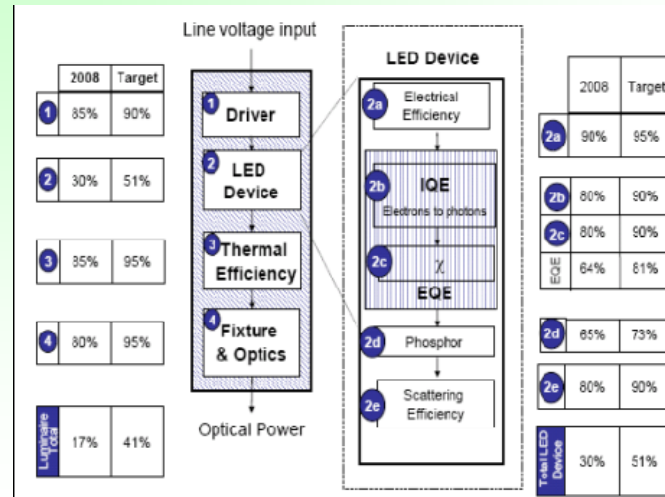 Line voltage input
2008 Target
1 85% 90%
2 30% 51%
3 85% 95%
4 80% 95%
Luminaire Total 17% 41%
1 Driver
2 LED
Device
3 Thermal
Efficiency
4 Fixture
& Optics
Optical Power
LED Device
2a Electrical
Efficiency
2b IQE
Electrons to photons
2c χ
EQE
2d Phosphor
2e Scattering
Efficiency
2008 Target
2a 90% 95%
2b 80% 90%
2c 80% 90%
EQE 64% 81%
2d 65% 73%
2e 80% 90%
Total LED Device 30% 51%